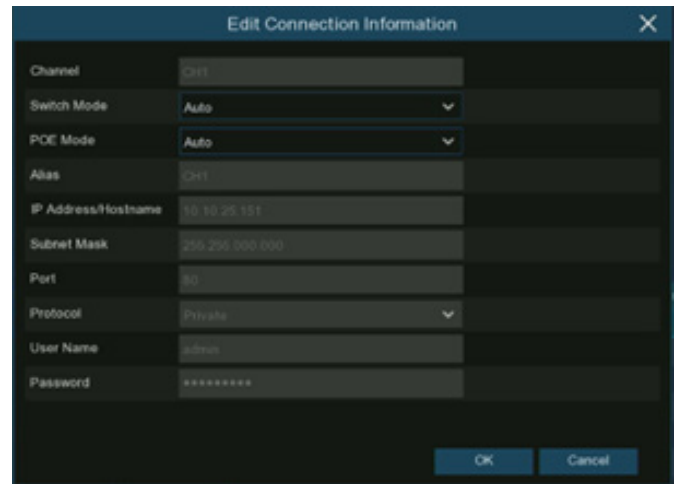 Edit Connection Information
Channel CH1
Switch Mode Auto
POE Mode Auto
Alias CH1
IP Address/Hostname 10.10.25.151
Subnet Mask 255.255.000.000
Port 80
Protocol Private
User Name admin
Password *********
OK Cancel